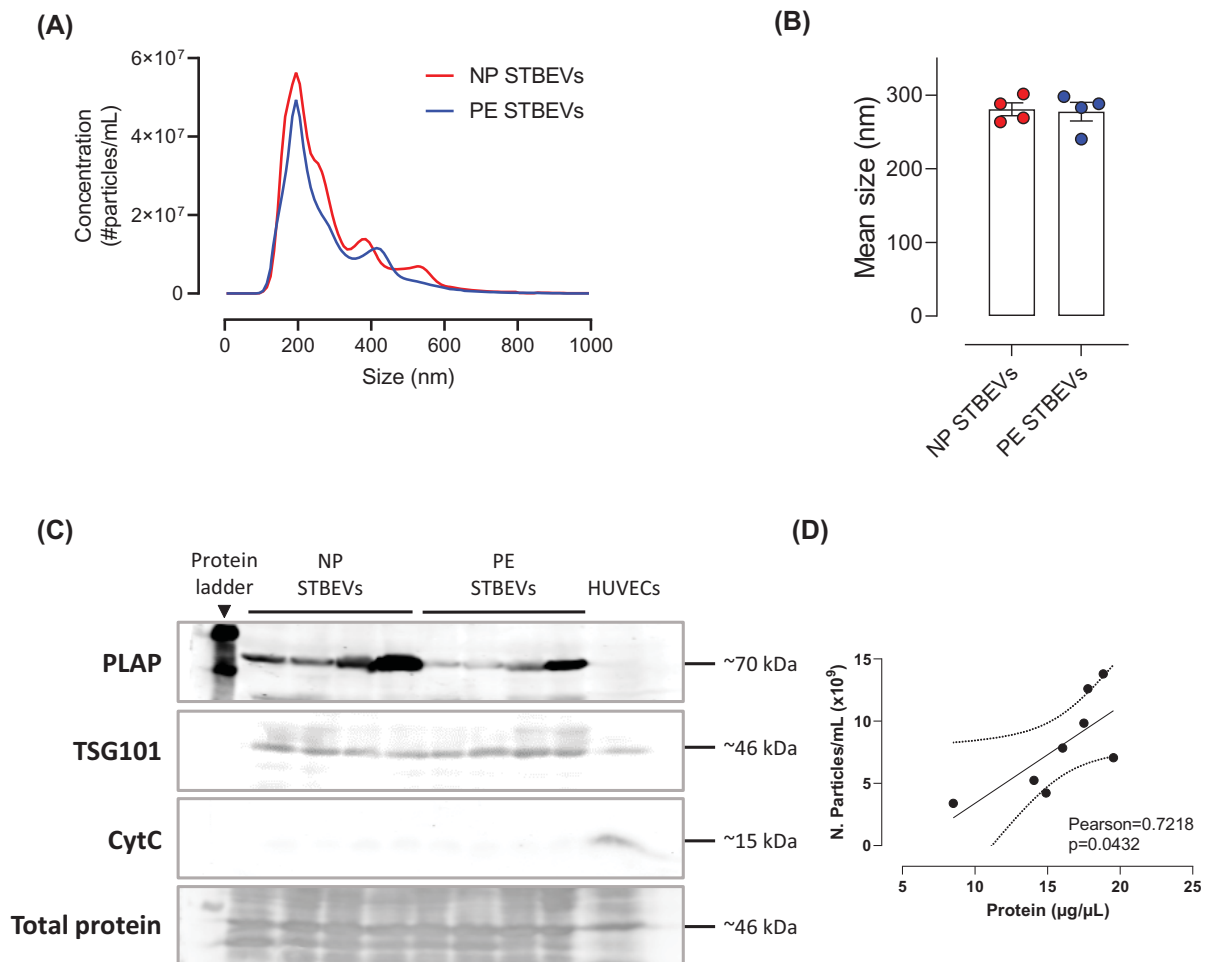 (A)
6×10⁷
4×10⁷
2×10⁷
0
Concentration
(#particles/mL)
NP STBEVs
PE STBEVs
0 200 400 600 800 1000
Size (nm)
(B)
300
200
100
0
Mean size (nm)
NP STBEVs
PE STBEVs
(C)
Protein
ladder
NP
STBEVs
PE
STBEVs
HUVECs
PLAP
~70 kDa
TSG101
~46 kDa
CytC
~15 kDa
Total protein
~46 kDa
(D)
15
10
5
0
N. Particles/mL (x10⁹)
Pearson=0.7218
p=0.0432
5 10 15 20 25
Protein (µg/µL)